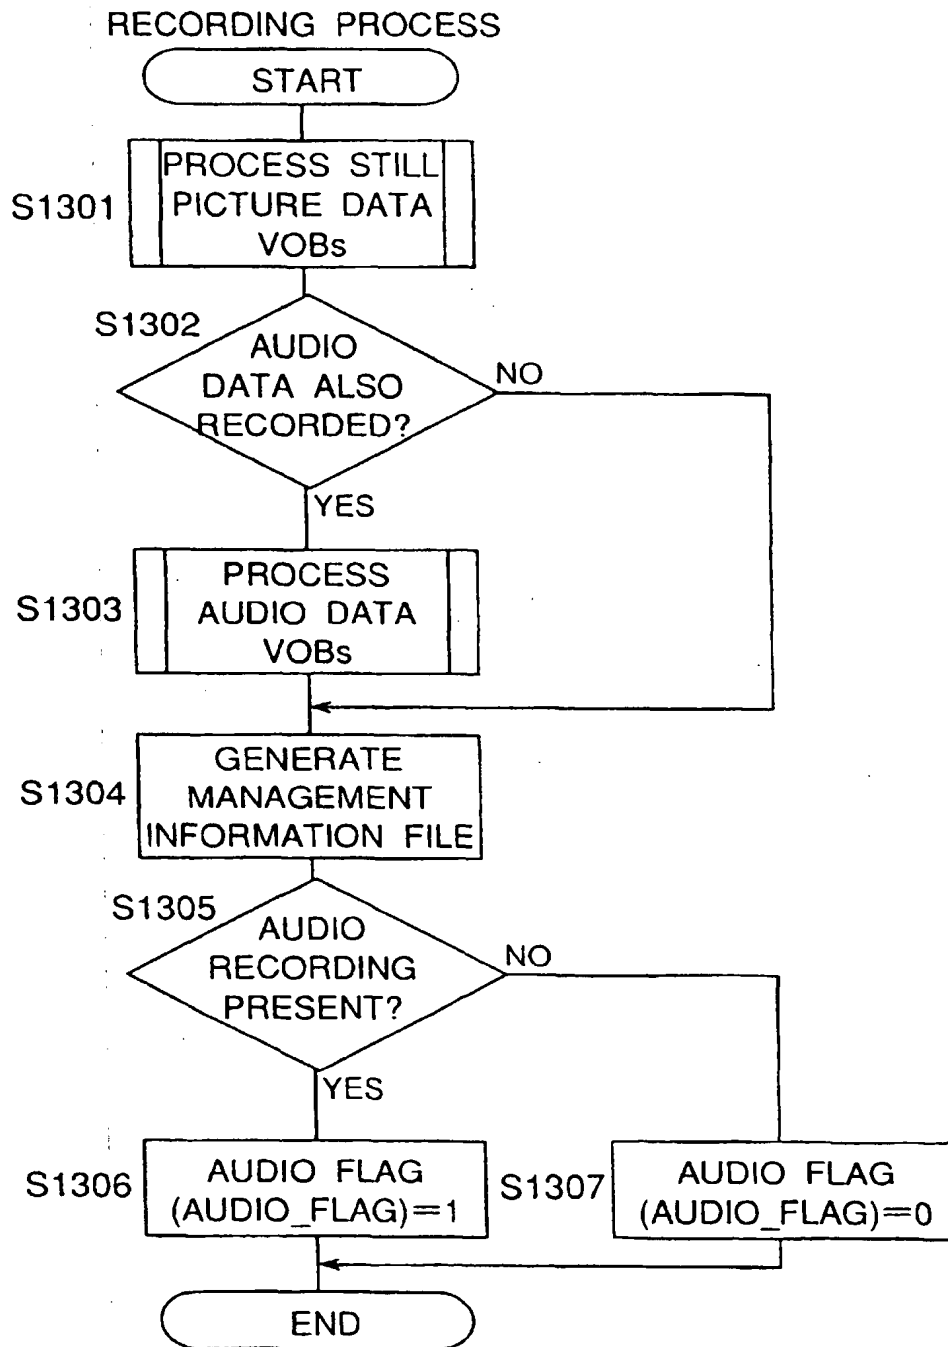 RECORDING PROCESS
START
S1301
PROCESS STILL
PICTURE DATA
VOBs
S1302
AUDIO
DATA ALSO
RECORDED?
NO
YES
S1303
PROCESS
AUDIO DATA
VOBs
S1304
GENERATE
MANAGEMENT
INFORMATION FILE
S1305
AUDIO
RECORDING
PRESENT?
NO
YES
S1306
AUDIO FLAG
(AUDIO_FLAG)=1
S1307
AUDIO FLAG
(AUDIO_FLAG)=0
END